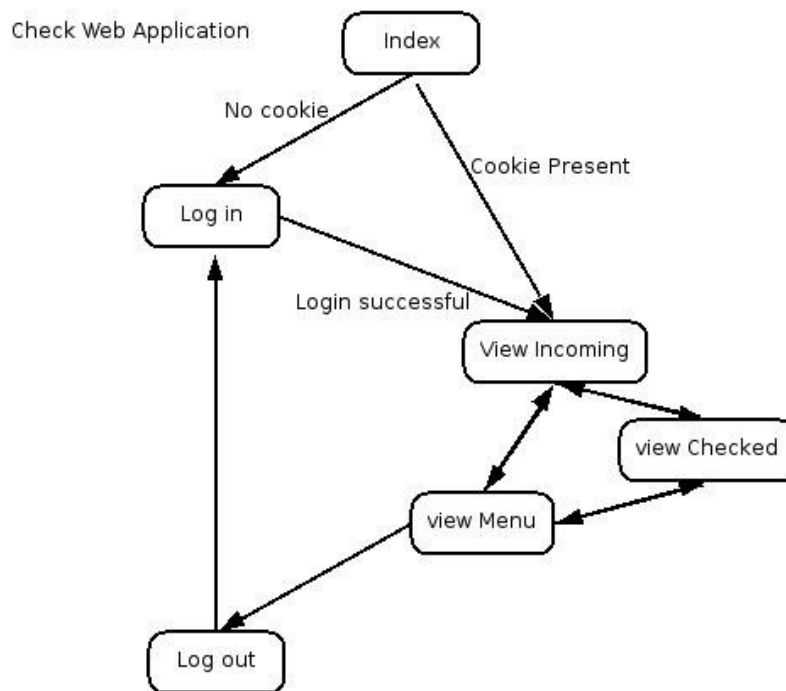 Check Web Application
Index
No cookie
Cookie Present
Log in
Login successful
View Incoming
view Checked
view Menu
Log out